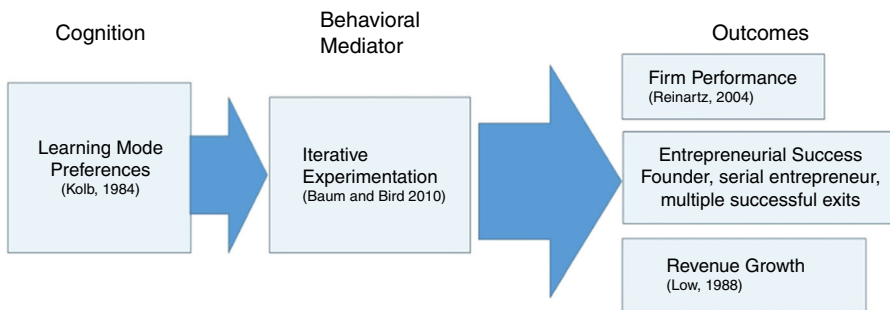 Cognition
Behavioral
Mediator
Outcomes
Learning Mode
Preferences
(Kolb, 1984)
Iterative
Experimentation
(Baum and Bird 2010)
Firm Performance
(Reinartz, 2004)
Entrepreneurial Success
Founder, serial entrepreneur,
multiple successful exits
Revenue Growth
(Low, 1988)